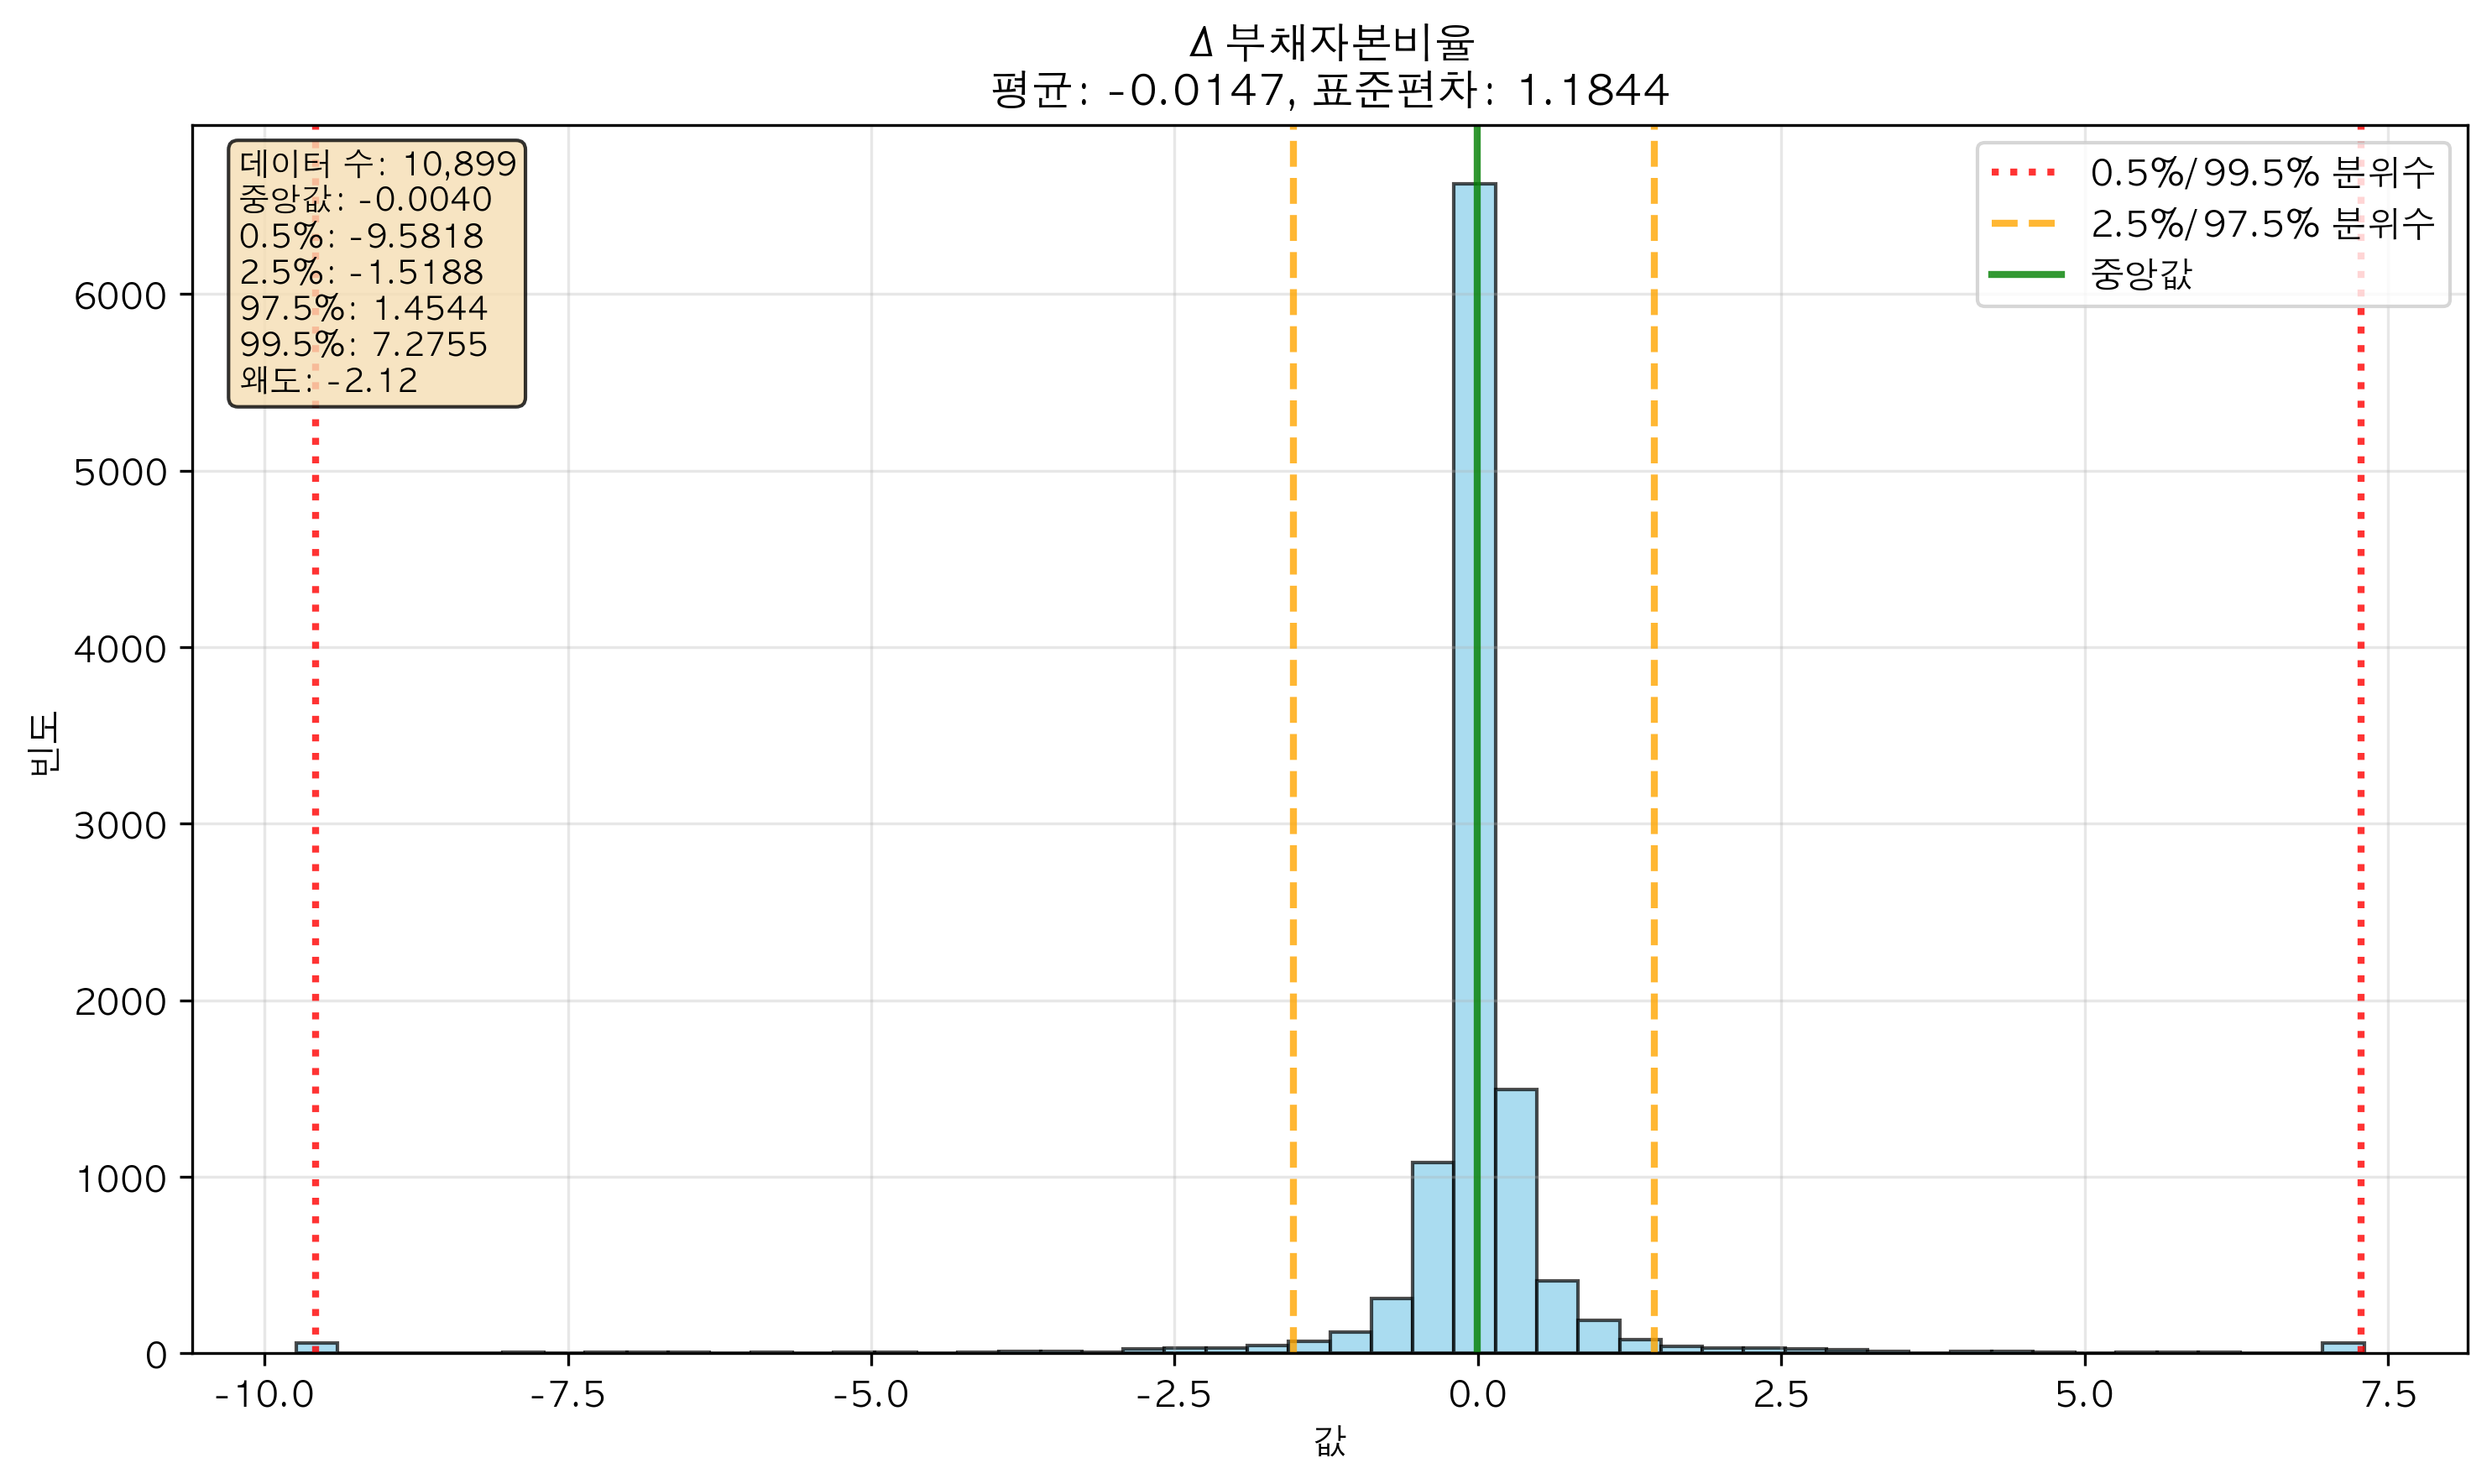 Δ 부채자본비율
평균: -0.0147, 표준편차: 1.1844
데이터 수: 10,899
중앙값: -0.0040
0.5%: -9.5818
2.5%: -1.5188
97.5%: 1.4544
99.5%: 7.2755
왜도: -2.12
0.5%/99.5% 분위수
2.5%/97.5% 분위수
중앙값
6000
5000
4000
3000
2000
1000
0
빈도
-10.0 -7.5 -5.0 -2.5 0.0 2.5 5.0 7.5
값